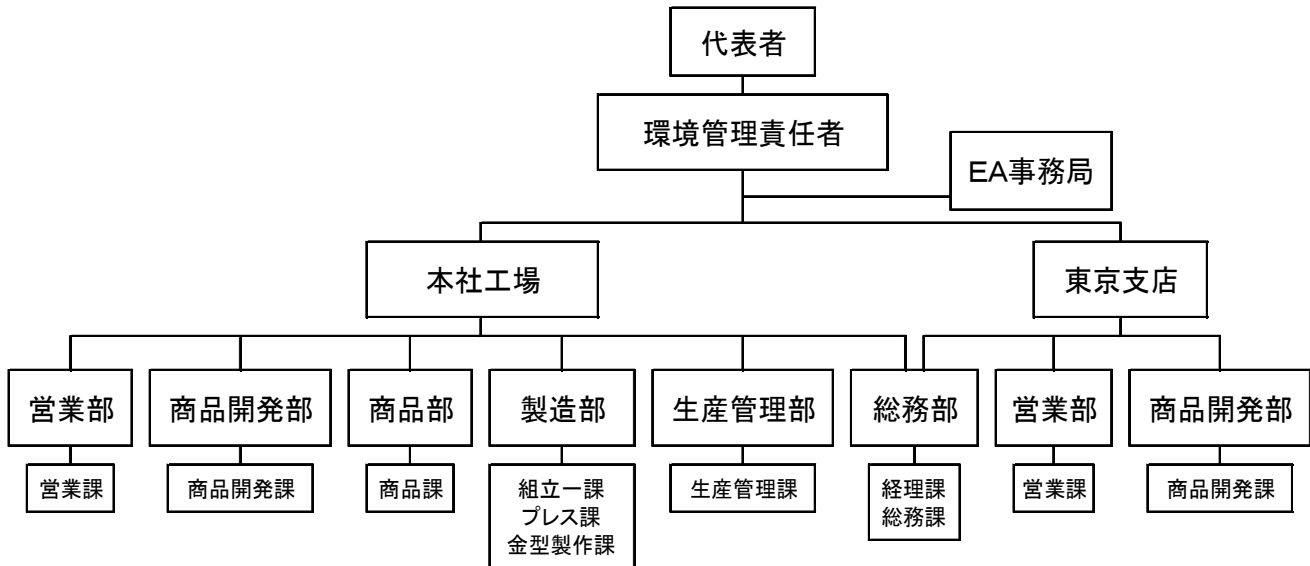 代表者
環境管理責任者
EA事務局
本社工場
東京支店
営業部
商品開発部
商品部
製造部
生産管理部
総務部
営業部
商品開発部
営業課
商品開発課
商品課
組立一課
プレス課
金型製作課
生産管理課
経理課
総務課
営業課
商品開発課